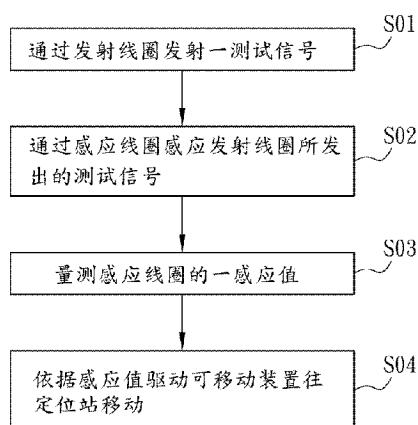 S01
通过发射线圈发射一测试信号
S02
通过感应线圈感应发射线圈所发
出的测试信号
S03
量测感应线圈的一感应值
S04
依据感应值驱动可移动装置往
定位站移动